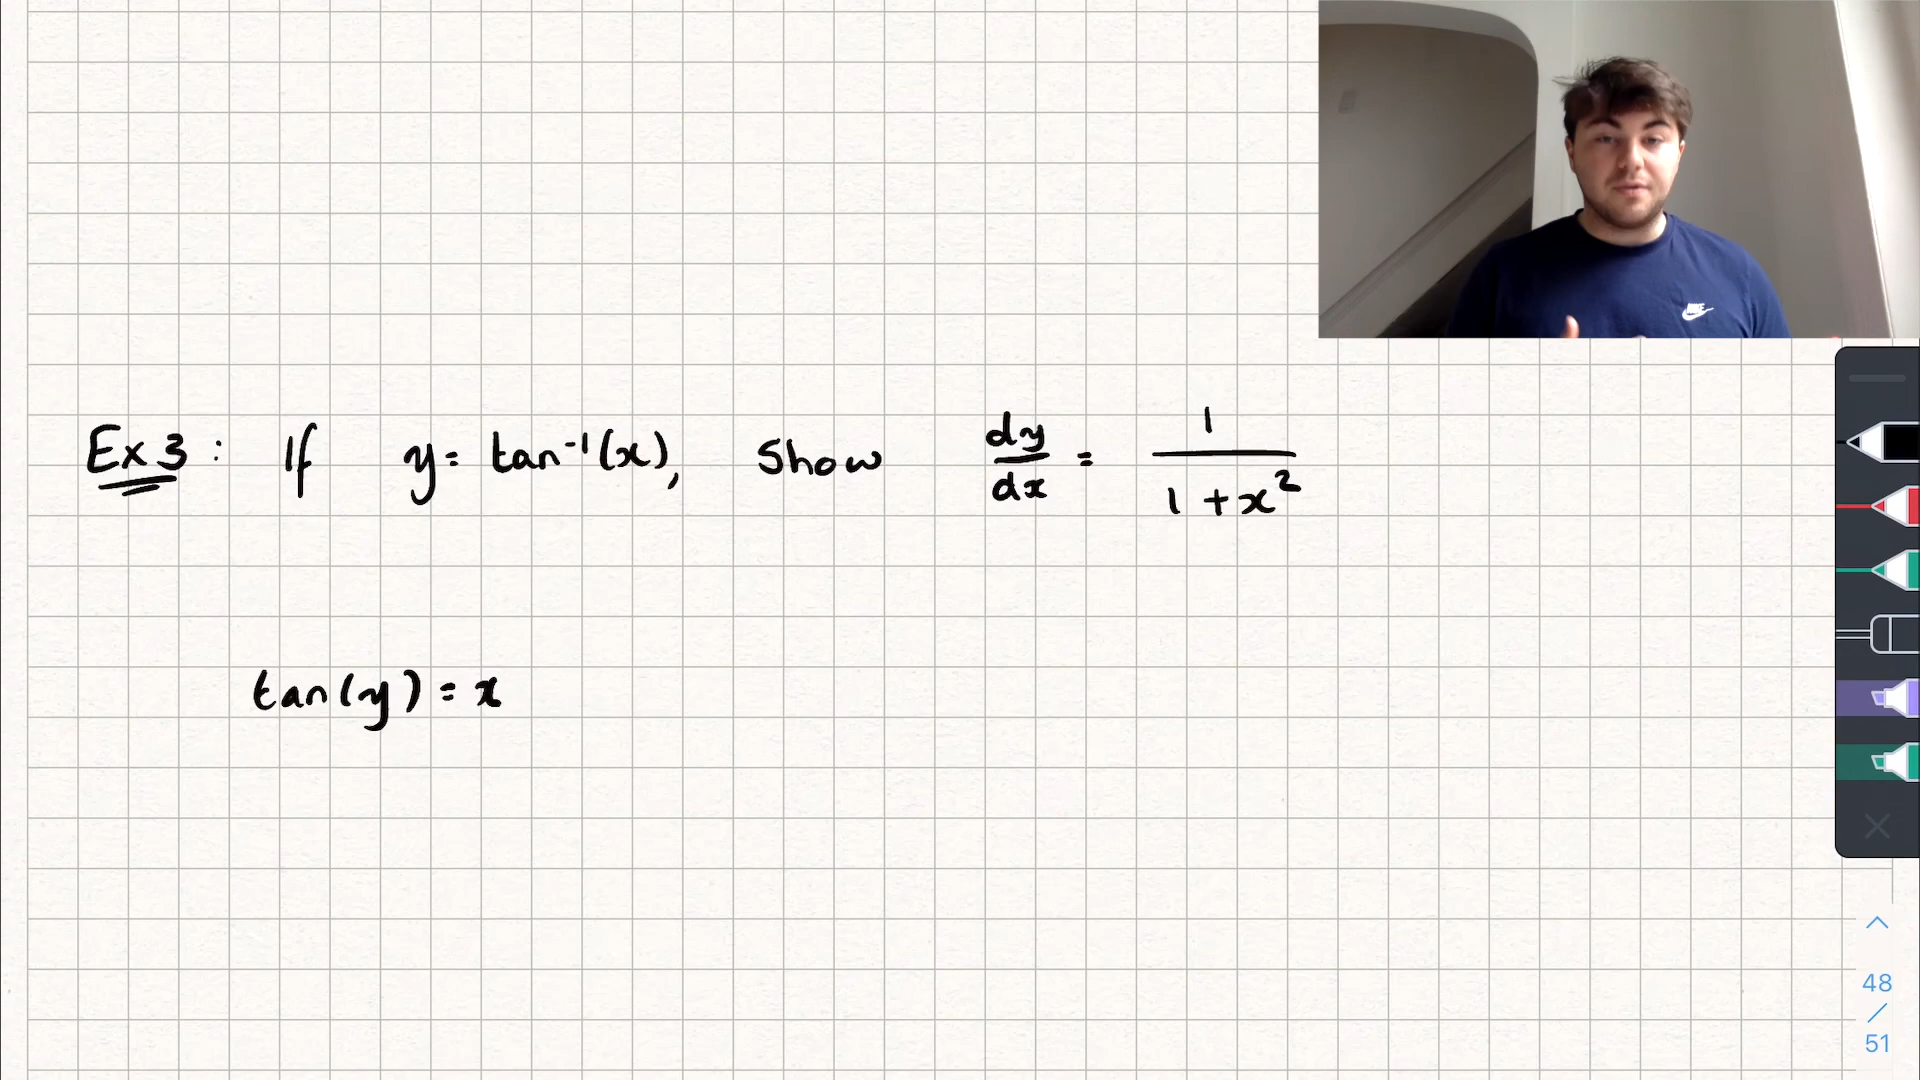 Ex 3 : If y = tan⁻¹(x), Show dy/dx = 1/(1+x²)
tan(y) = x
48
/
51